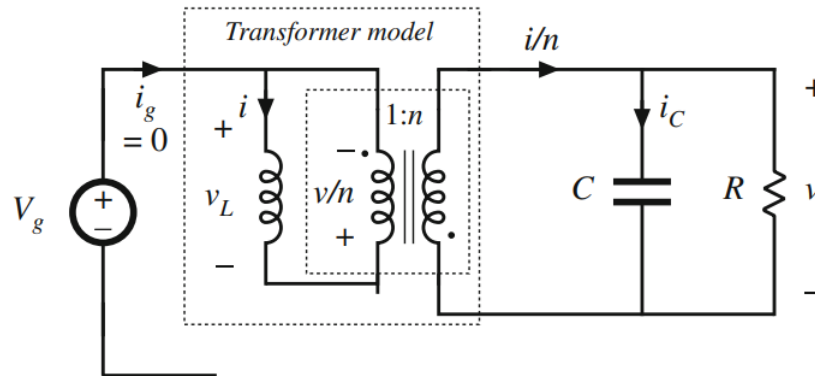 Transformer model
i/n
i_g
= 0
+
i
1:n
i_C
+
V_g
+
−
v_L
−
v/n
+
C
R
v
−
−